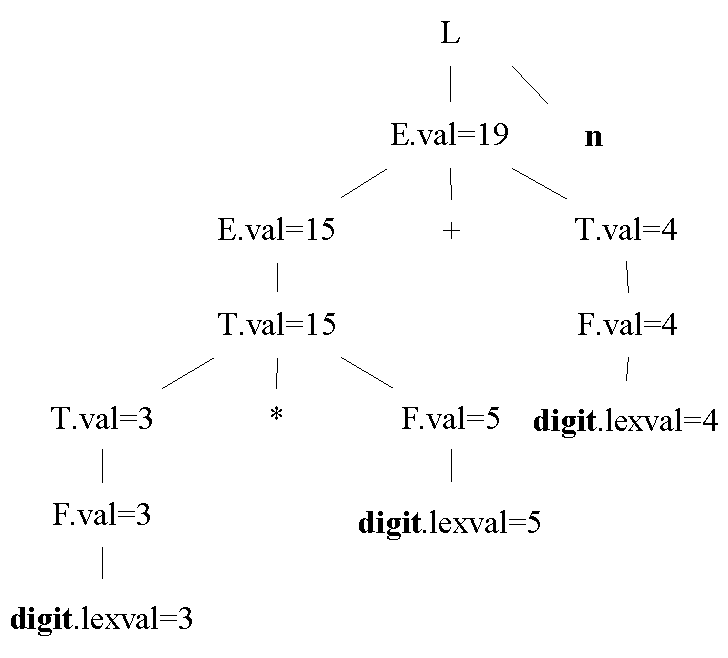 L
E.val=19 n
E.val=15 + T.val=4
T.val=15 F.val=4
T.val=3 * F.val=5 digit.lexval=4
F.val=3 digit.lexval=5
digit.lexval=3